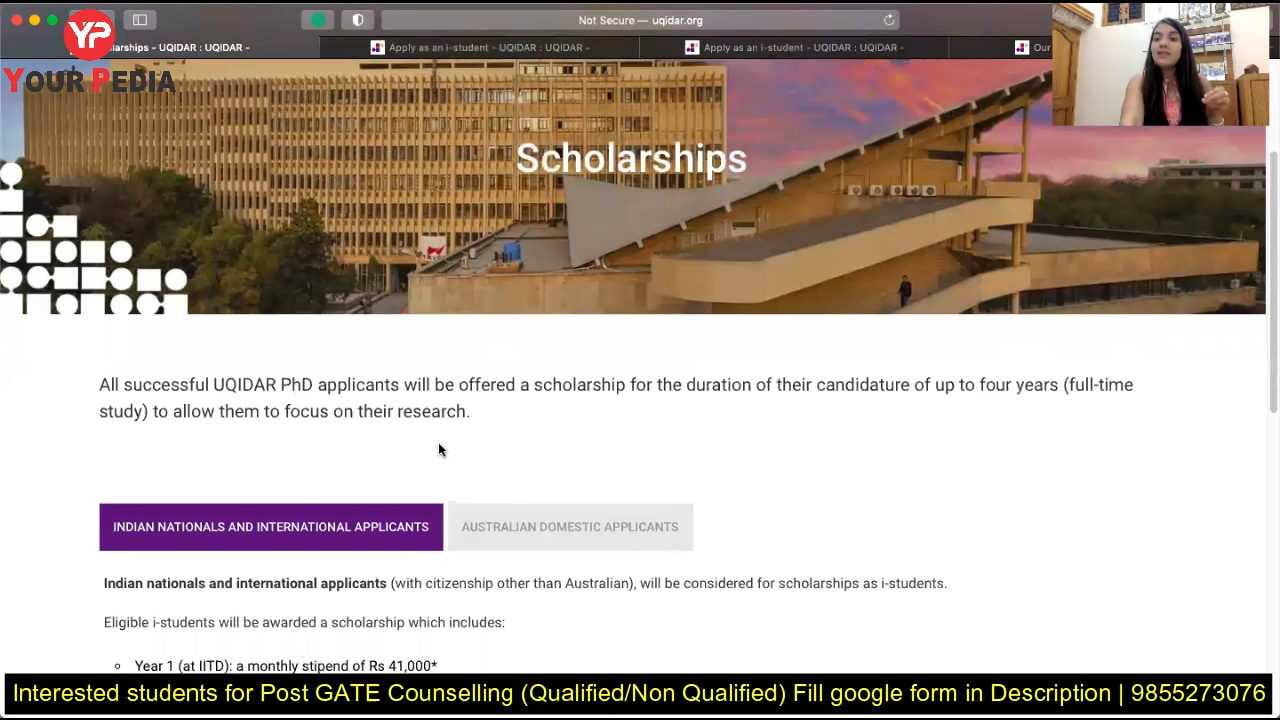 Not Secure — uqidar.org
YP
YOUR PEDIA
larships - UQIDAR : UQIDAR -
Apply as an i-student - UQIDAR : UQIDAR -
Apply as an i-student - UQIDAR : UQIDAR -
Our
Scholarships
All successful UQIDAR PhD applicants will be offered a scholarship for the duration of their candidature of up to four years (full-time
study) to allow them to focus on their research.
INDIAN NATIONALS AND INTERNATIONAL APPLICANTS
AUSTRALIAN DOMESTIC APPLICANTS
Indian nationals and international applicants (with citizenship other than Australian), will be considered for scholarships as i-students.
Eligible i-students will be awarded a scholarship which includes:
Year 1 (at IITD): a monthly stipend of Rs 41,000*
Interested students for Post GATE Counselling (Qualified/Non Qualified) Fill google form in Description | 9855273076